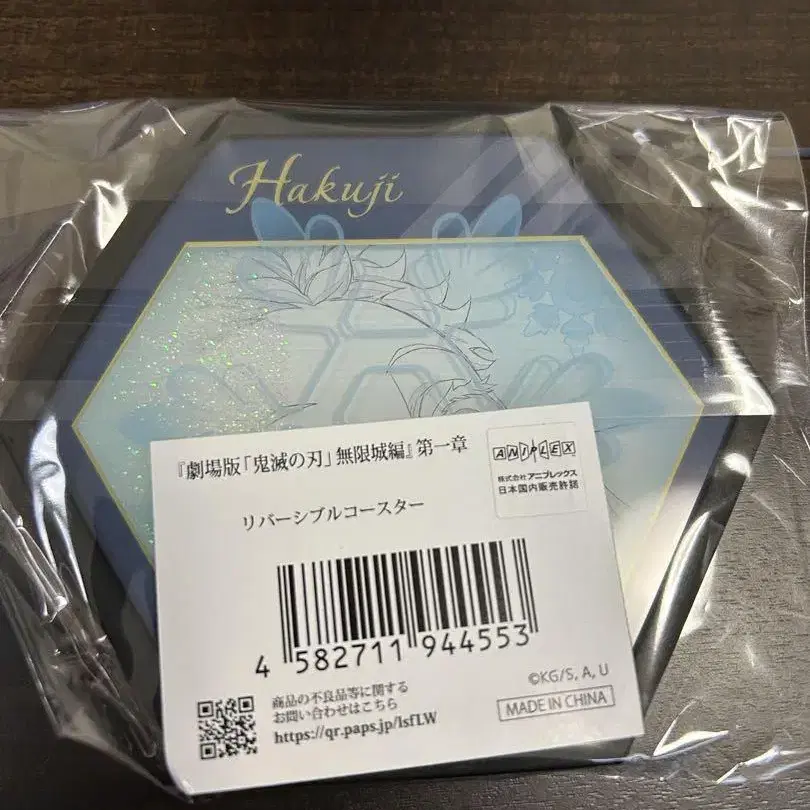 Hakuji
『劇場版「鬼滅の刃」無限城編』第一章
ANIPLEX
株式会社アニプレックス
日本国内販売許諾
リバーシブルコースター
4 582711 944553
©KG/S, A, U
商品の不良品等に関する
お問い合わせはこちら
https://qr.paps.jp/lsfLW
MADE IN CHINA